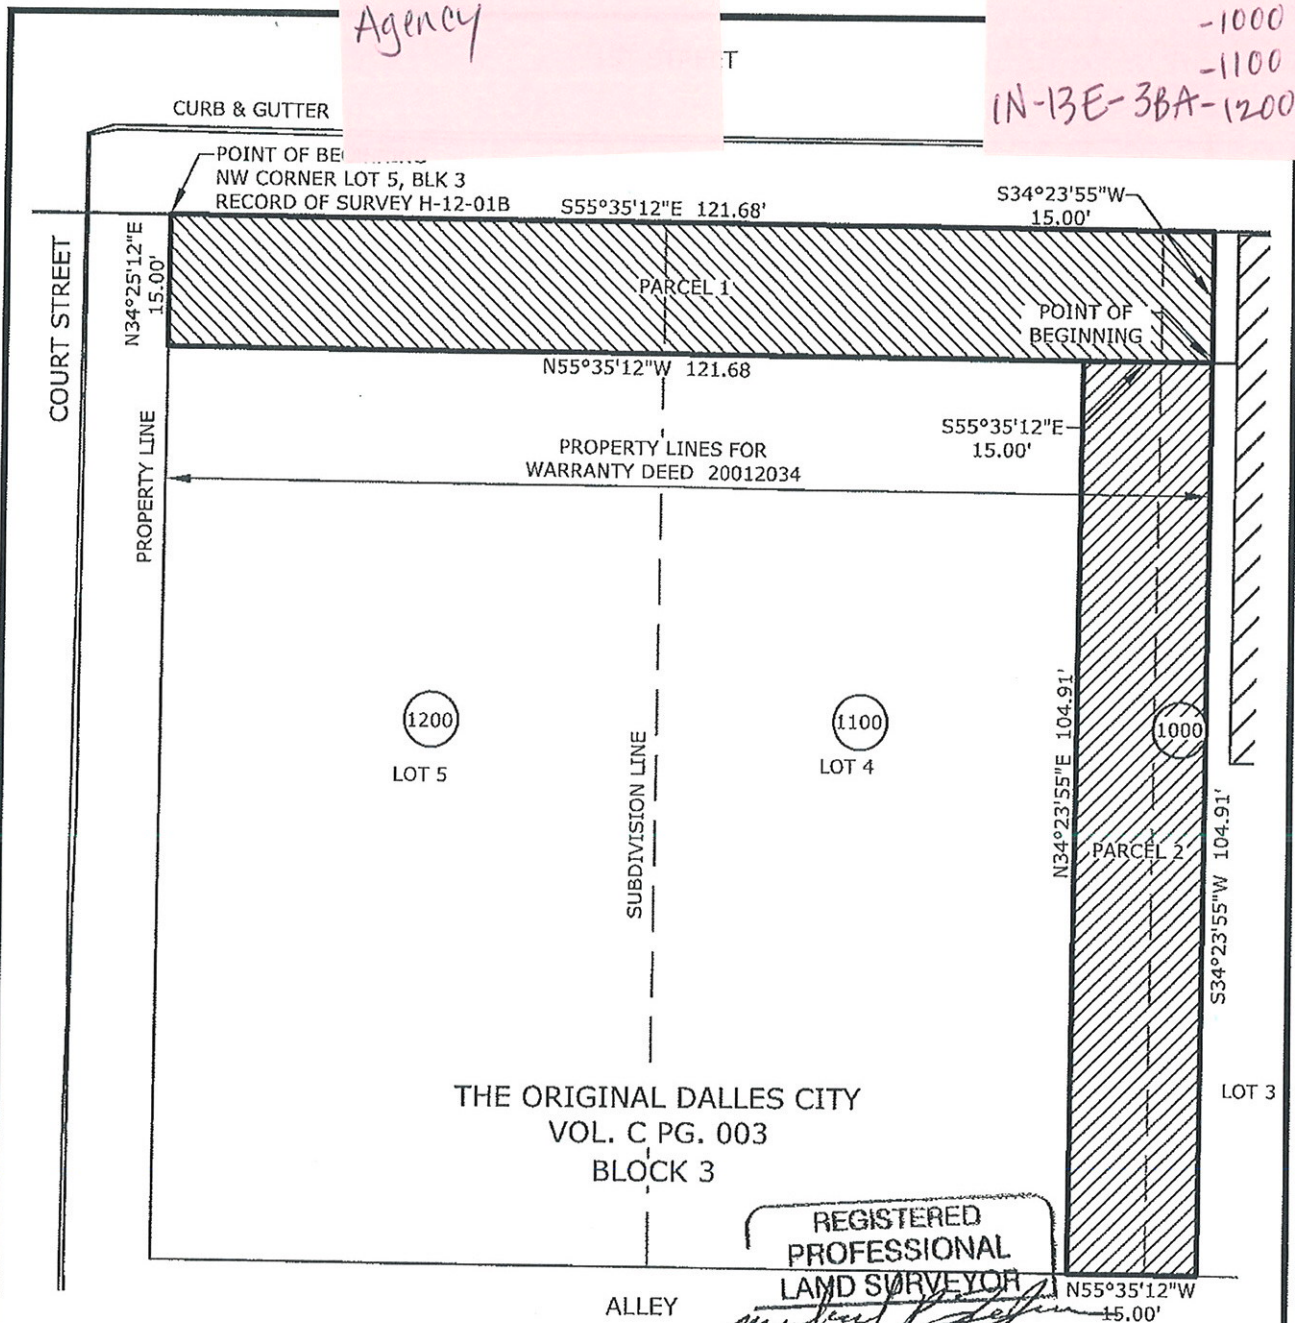 Agency
-1000
-1100
1N-13E-3BA-1200
T
CURB & GUTTER
POINT OF BE
NW CORNER LOT 5, BLK 3
RECORD OF SURVEY H-12-01B
S55°35'12"E 121.68'
S34°23'55"W
15.00'
COURT STREET
N34°25'12"E
15.00'
PARCEL 1
POINT OF
BEGINNING
N55°35'12"W 121.68
PROPERTY LINE
S55°35'12"E
15.00'
PROPERTY LINES FOR
WARRANTY DEED 20012034
1200
LOT 5
SUBDIVISION LINE
1100
LOT 4
N34°23'55"E 104.91'
1000
PARCEL 2
S34°23'55"W 104.91'
LOT 3
THE ORIGINAL DALLES CITY
VOL. C PG. 003
BLOCK 3
REGISTERED
PROFESSIONAL
LAND SURVEYOR
N55°35'12"W
15.00'
ALLEY